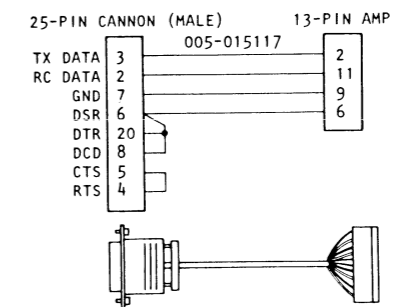 25-PIN CANNON (MALE) 13-PIN AMP
005-015117
TX DATA 3 2
RC DATA 2 11
GND 7 9
DSR 6 6
DTR 20
DCD 8
CTS 5
RTS 4